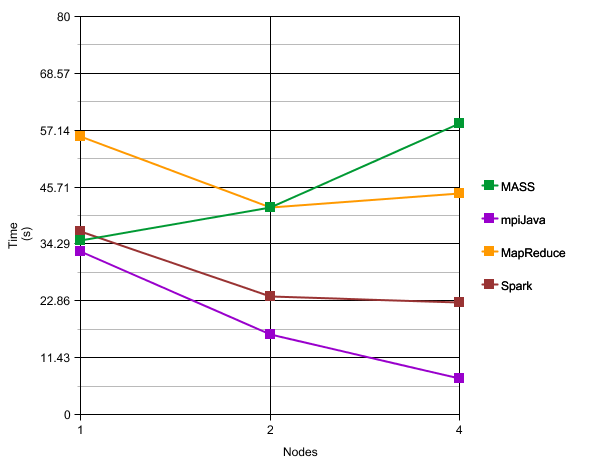 80
68.57
57.14
45.71
34.29
22.86
11.43
0
Time
(s)
1
2
4
Nodes
MASS
mpiJava
MapReduce
Spark